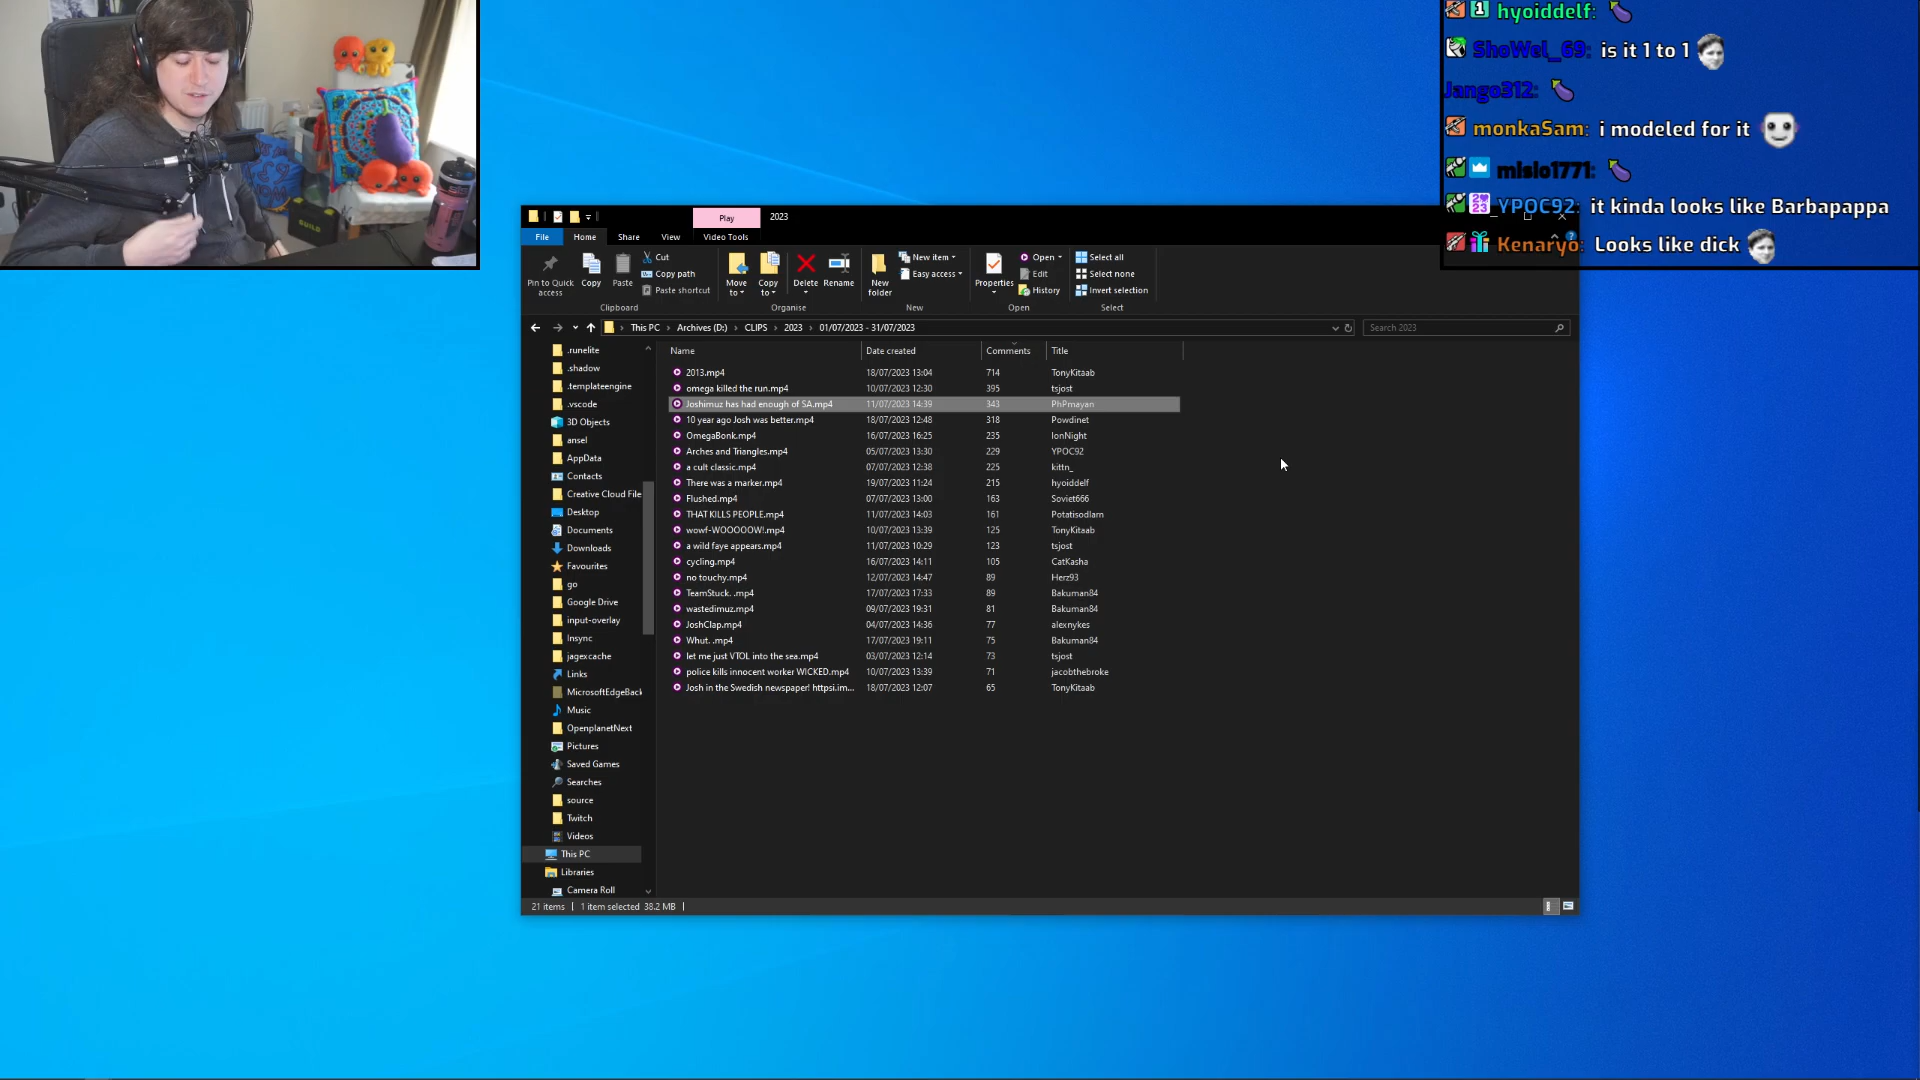 hyoiddelf:
ShoWel_69: is it 1 to 1
Jango312:
monkaSam: i modeled for it
misio1771:
YPOC92: it kinda looks like Barbapappa
Kenaryo: Looks like dick
Play
2023
File
Home
Share
View
Video Tools
Pin to Quick access
Copy
Paste
Cut
Copy path
Paste shortcut
Clipboard
Move to
Copy to
Delete
Rename
Organise
New folder
New item
Easy access
New
Properties
Open
Edit
History
Open
Select all
Select none
Invert selection
Select
This PC > Archives (D:) > CLIPS > 2023 > 01/07/2023 - 31/07/2023
Search 2023
.runelite
.shadow
.templateengine
.vscode
3D Objects
ansel
AppData
Contacts
Creative Cloud File
Desktop
Documents
Downloads
Favourites
go
Google Drive
input-overlay
Insync
jagexcache
Links
MicrosoftEdgeBack
Music
OpenplanetNext
Pictures
Saved Games
Searches
source
Twitch
Videos
This PC
Libraries
Camera Roll
Name Date created Comments Title
2013.mp4 18/07/2023 13:04 714 TonyKitaab
omega killed the run.mp4 10/07/2023 12:30 395 tsjost
Joshimuz has had enough of SA.mp4 11/07/2023 14:39 343 PhPmayan
10 year ago Josh was better.mp4 18/07/2023 12:48 318 Powdinet
OmegaBonk.mp4 16/07/2023 16:25 235 IonNight
Arches and Triangles.mp4 05/07/2023 13:30 229 YPOC92
a cult classic.mp4 07/07/2023 12:38 225 kittn_
There was a marker.mp4 19/07/2023 11:24 215 hyoiddelf
Flushed.mp4 07/07/2023 13:00 163 Soviet666
THAT KILLS PEOPLE.mp4 11/07/2023 14:03 161 Potatisodlarn
wowf-WOOOOOW!.mp4 10/07/2023 13:39 125 TonyKitaab
a wild faye appears.mp4 11/07/2023 10:29 123 tsjost
cycling.mp4 16/07/2023 14:11 105 CatKasha
no touchy.mp4 12/07/2023 14:47 89 Herz93
TeamStuck. .mp4 17/07/2023 17:33 89 Bakuman84
wastedimuz.mp4 09/07/2023 19:31 81 Bakuman84
JoshClap.mp4 04/07/2023 14:36 77 alexnykes
Whut. .mp4 17/07/2023 19:11 75 Bakuman84
let me just VTOL into the sea.mp4 03/07/2023 12:14 73 tsjost
police kills innocent worker WICKED.mp4 10/07/2023 13:39 71 jacobthebroke
Josh in the Swedish newspaper! httpsi.im... 18/07/2023 12:07 65 TonyKitaab
21 items
1 item selected 38.2 MB